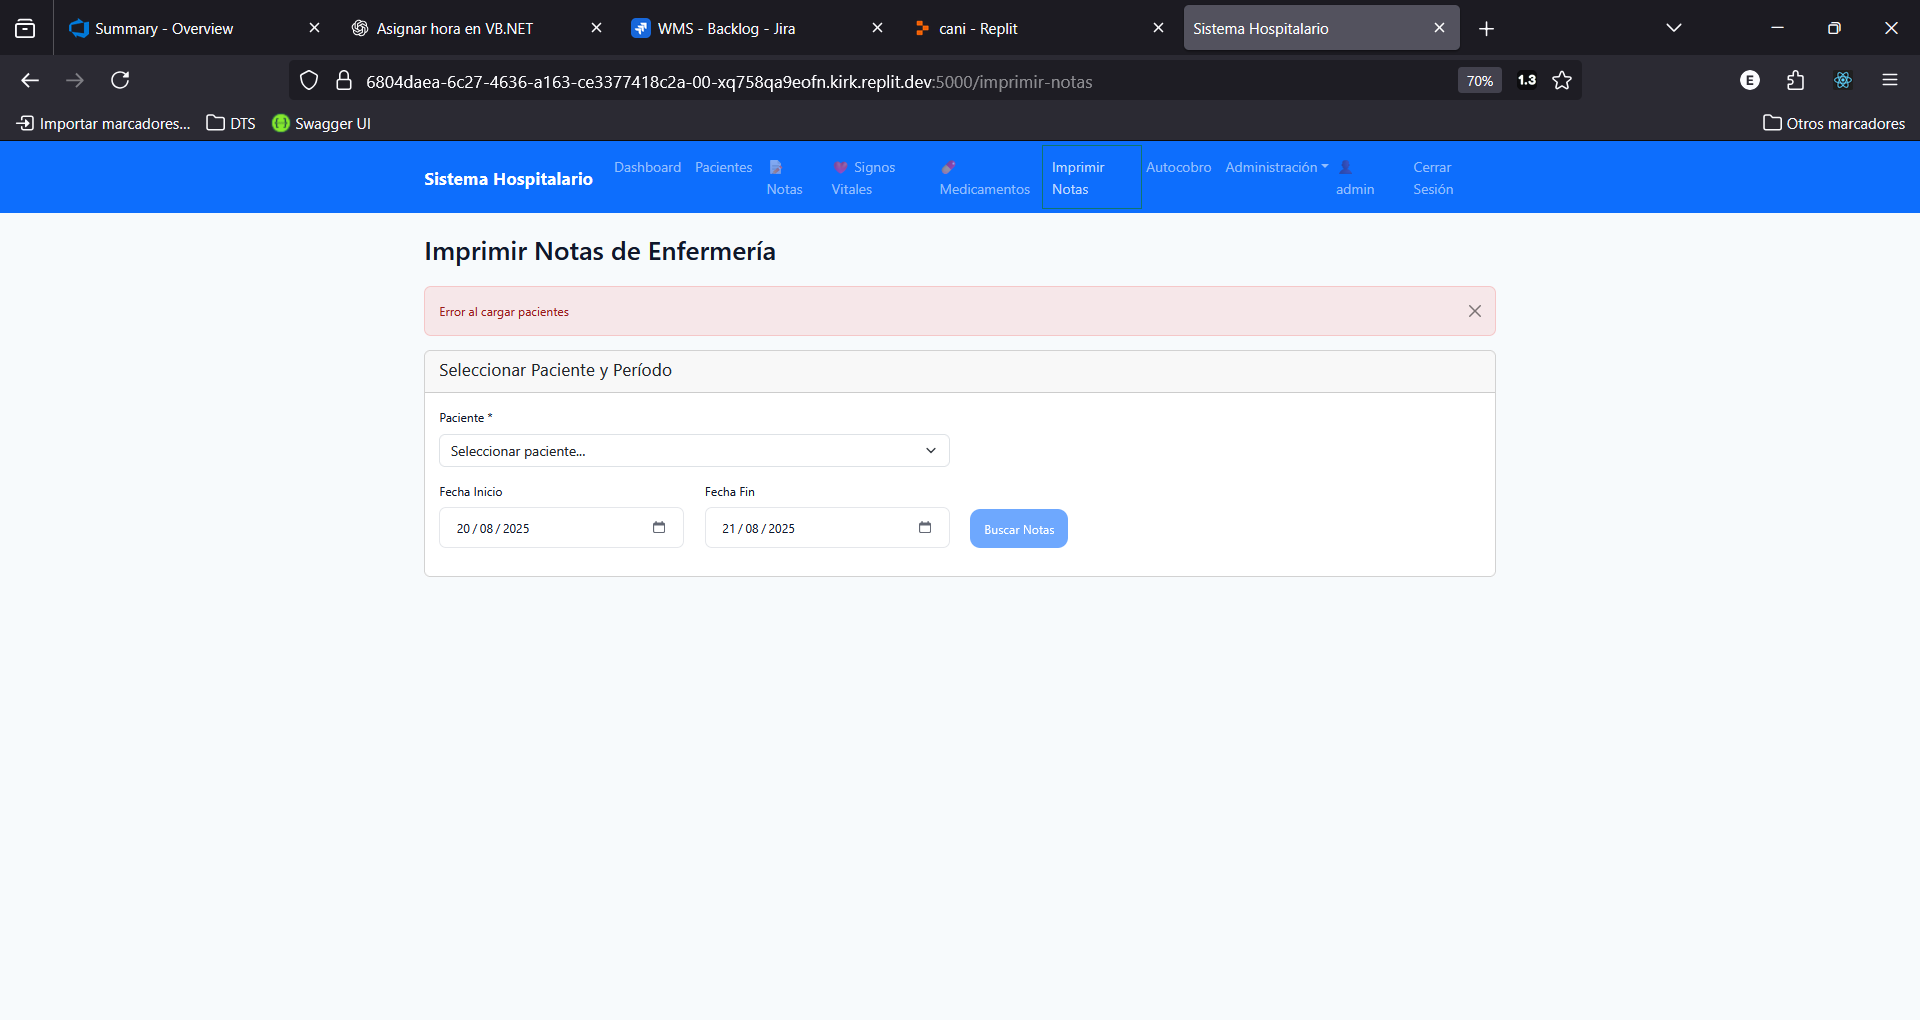 Summary - Overview
Asignar hora en VB.NET
WMS - Backlog - Jira
cani - Replit
Sistema Hospitalario
6804daea-6c27-4636-a163-ce3377418c2a-00-xq758qa9eofn.kirk.replit.dev:5000/imprimir-notas
70%
1.3
E
Importar marcadores...
DTS
Swagger UI
Otros marcadores
Sistema Hospitalario
Dashboard
Pacientes
Notas
Signos
Vitales
Medicamentos
Imprimir
Notas
Autocobro
Administración
admin
Cerrar
Sesión
Imprimir Notas de Enfermería
Error al cargar pacientes
Seleccionar Paciente y Período
Paciente *
Seleccionar paciente...
Fecha Inicio
Fecha Fin
20 / 08 / 2025
21 / 08 / 2025
Buscar Notas